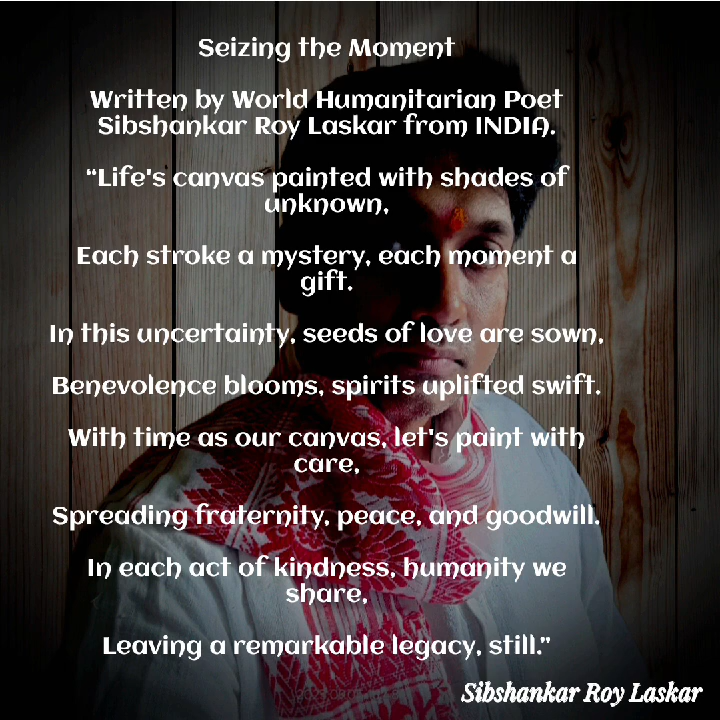 Seizing the Moment
Written by World Humanitarian Poet
Sibshankar Roy Laskar from INDIA.
“Life's canvas painted with shades of
unknown,
Each stroke a mystery, each moment a
gift.
In this uncertainty, seeds of love are sown,
Benevolence blooms, spirits uplifted swift.
With time as our canvas, let's paint with
care,
Spreading fraternity, peace, and goodwill.
In each act of kindness, humanity we
share,
Leaving a remarkable legacy, still.”
Sibshankar Roy Laskar